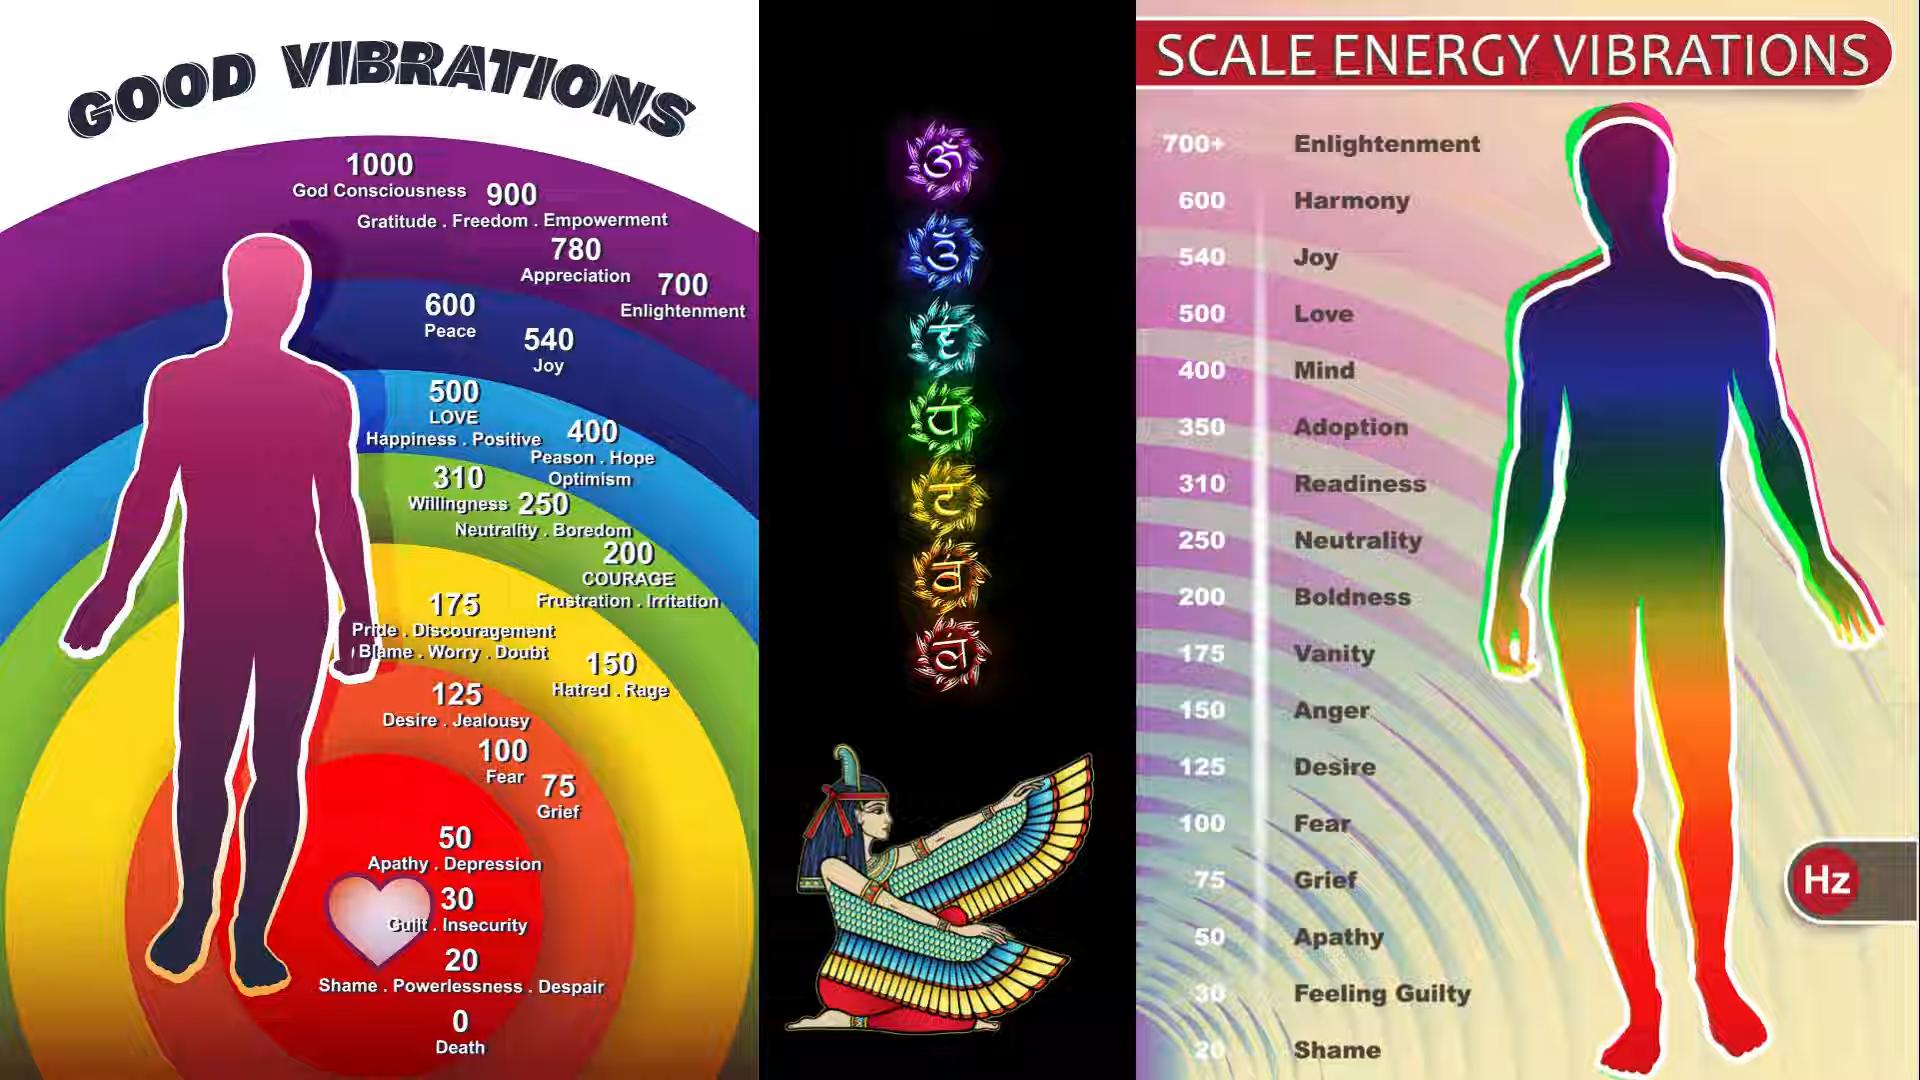 GOOD VIBRATIONS
1000
God Consciousness
900
Gratitude . Freedom . Empowerment
780
Appreciation
700
Enlightenment
600
Peace
540
Joy
500
LOVE
Happiness . Positive
400
Peason . Hope
Optimism
310
Willingness
250
Neutrality . Boredom
200
COURAGE
Frustration . Irritation
175
Pride . Discouragement
Blame . Worry . Doubt
150
Hatred . Rage
125
Desire . Jealousy
100
Fear
75
Grief
50
Apathy . Depression
30
Guilt . Insecurity
20
Shame . Powerlessness . Despair
0
Death
ॐ
ॐ
हं
यं
रं
वं
लं
SCALE ENERGY VIBRATIONS
700+ Enlightenment
600 Harmony
540 Joy
500 Love
400 Mind
350 Adoption
310 Readiness
250 Neutrality
200 Boldness
175 Vanity
150 Anger
125 Desire
100 Fear
75 Grief
50 Apathy
30 Feeling Guilty
20 Shame
Hz